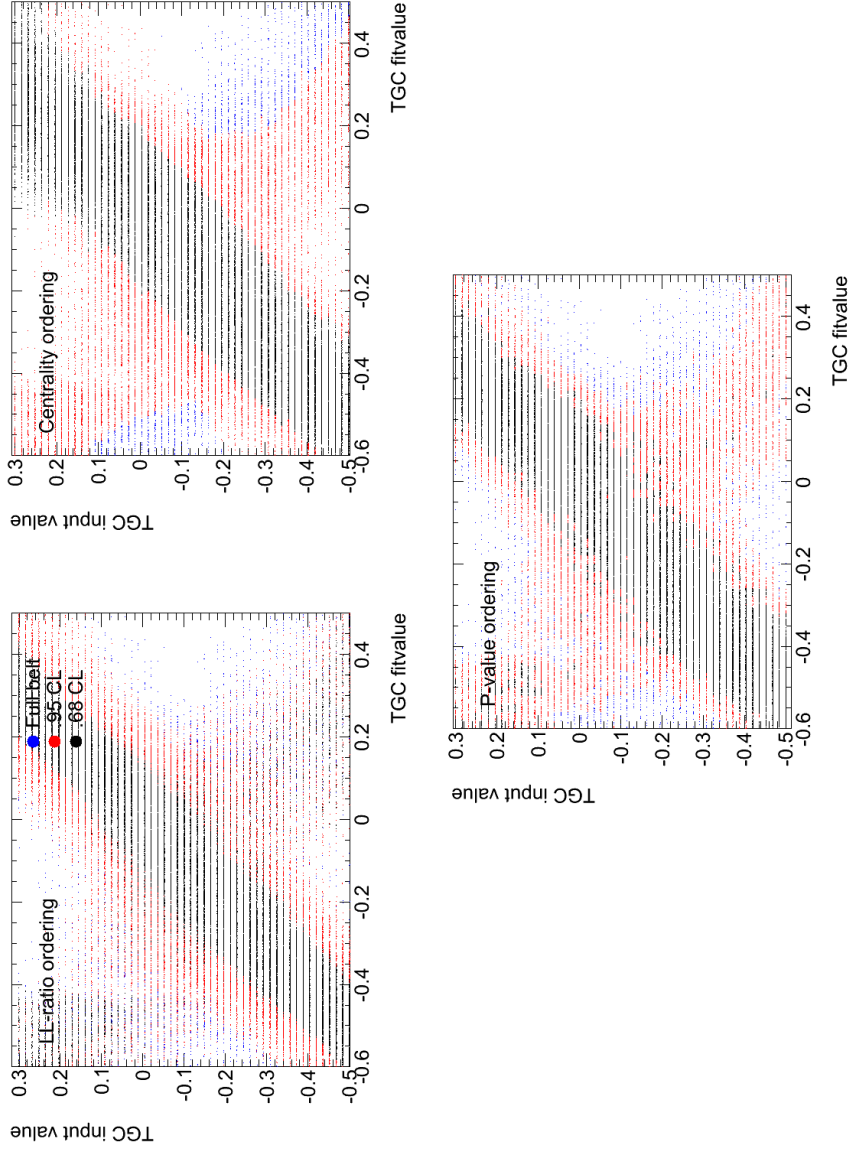 TGC input value
0.3
0.2
0.1
0
-0.1
-0.2
-0.3
-0.4
-0.5
LL-ratio ordering
Full belt
.95 CL
.68 CL
-0.6 -0.4 -0.2 0 0.2 0.4
TGC fitvalue
TGC input value
0.3
0.2
0.1
0
-0.1
-0.2
-0.3
-0.4
-0.5
Centrality ordering
-0.6 -0.4 -0.2 0 0.2 0.4
TGC fitvalue
TGC input value
0.3
0.2
0.1
0
-0.1
-0.2
-0.3
-0.4
-0.5
P-value ordering
-0.6 -0.4 -0.2 0 0.2 0.4
TGC fitvalue